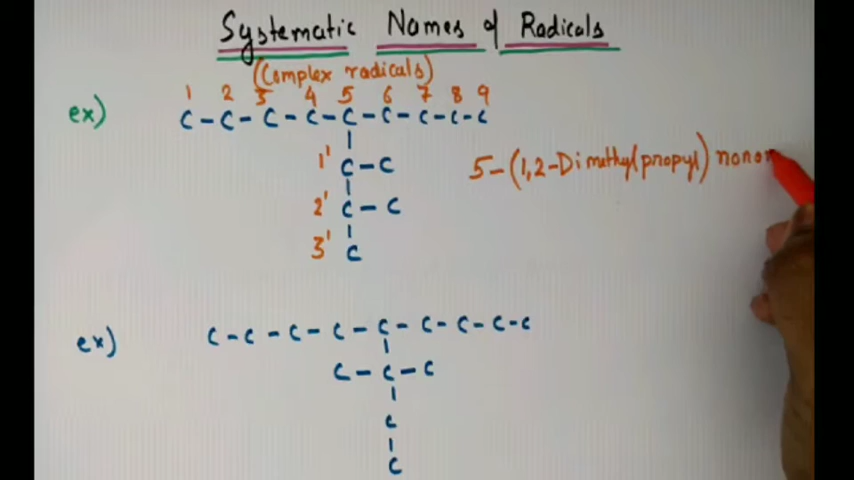 Systematic Names of Radicals
(Complex radicals)
1 2 3 4 5 6 7 8 9
ex) C-C-C-C-C-C-C-C-C
1' C-C
5-(1,2-Dimethylpropyl)
2' C-C
3' C
ex) C-C-C-C-C-C-C-C-C
C-C-C
C
C